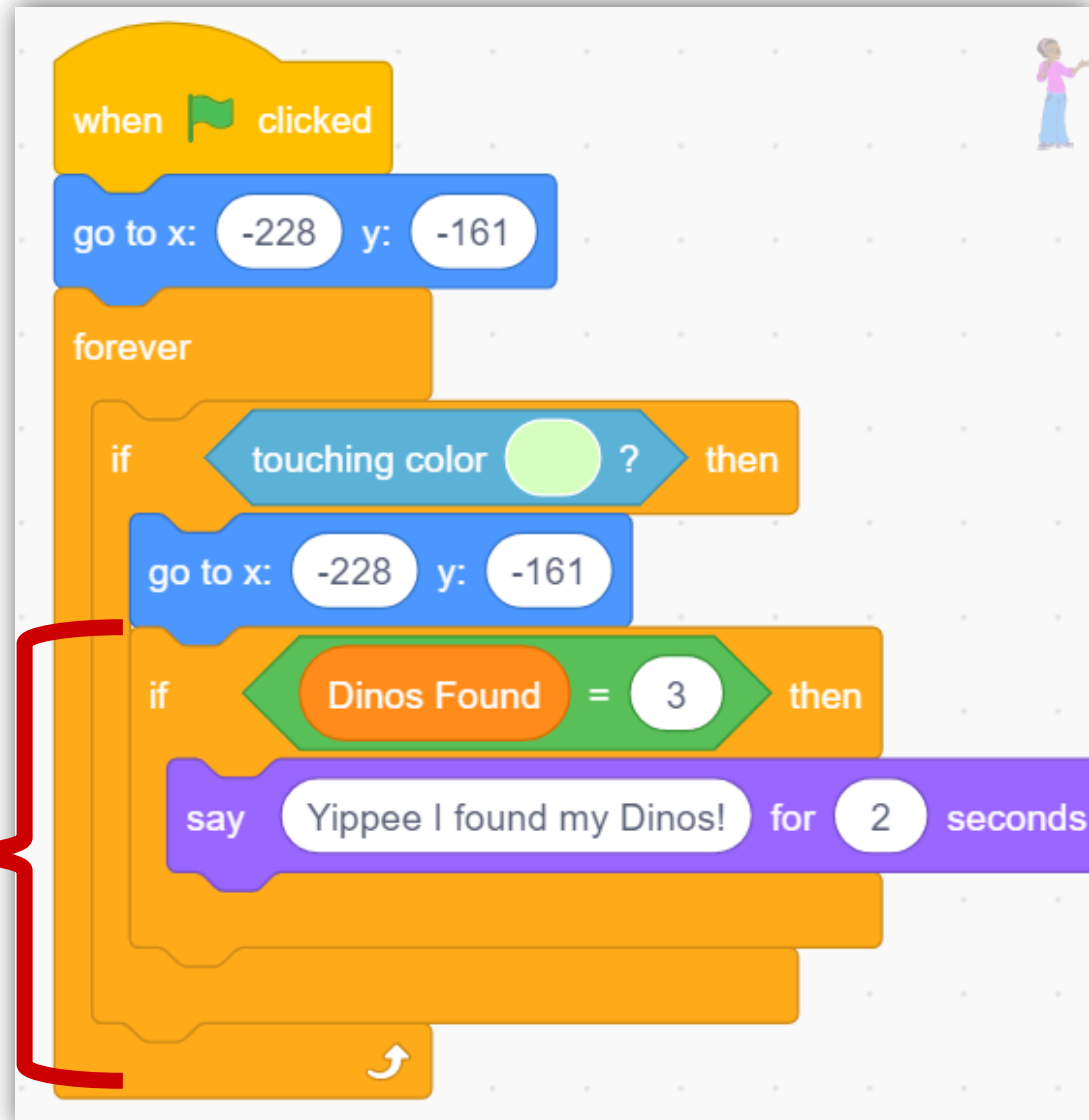 when clicked
go to x: -228 y: -161
forever
if touching color ? then
go to x: -228 y: -161
if Dinos Found = 3 then
say Yippee I found my Dinos! for 2 seconds